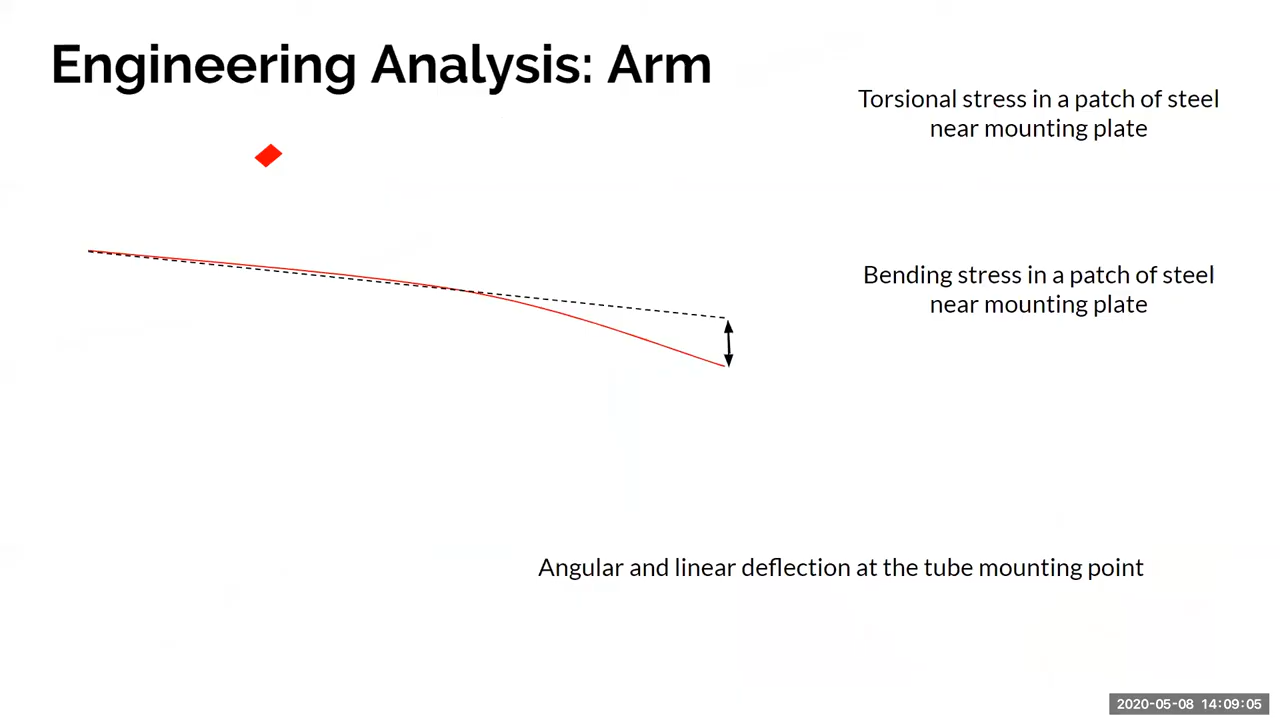 Engineering Analysis: Arm
Torsional stress in a patch of steel
near mounting plate
Bending stress in a patch of steel
near mounting plate
Angular and linear deflection at the tube mounting point
2020-05-08 14:09:05